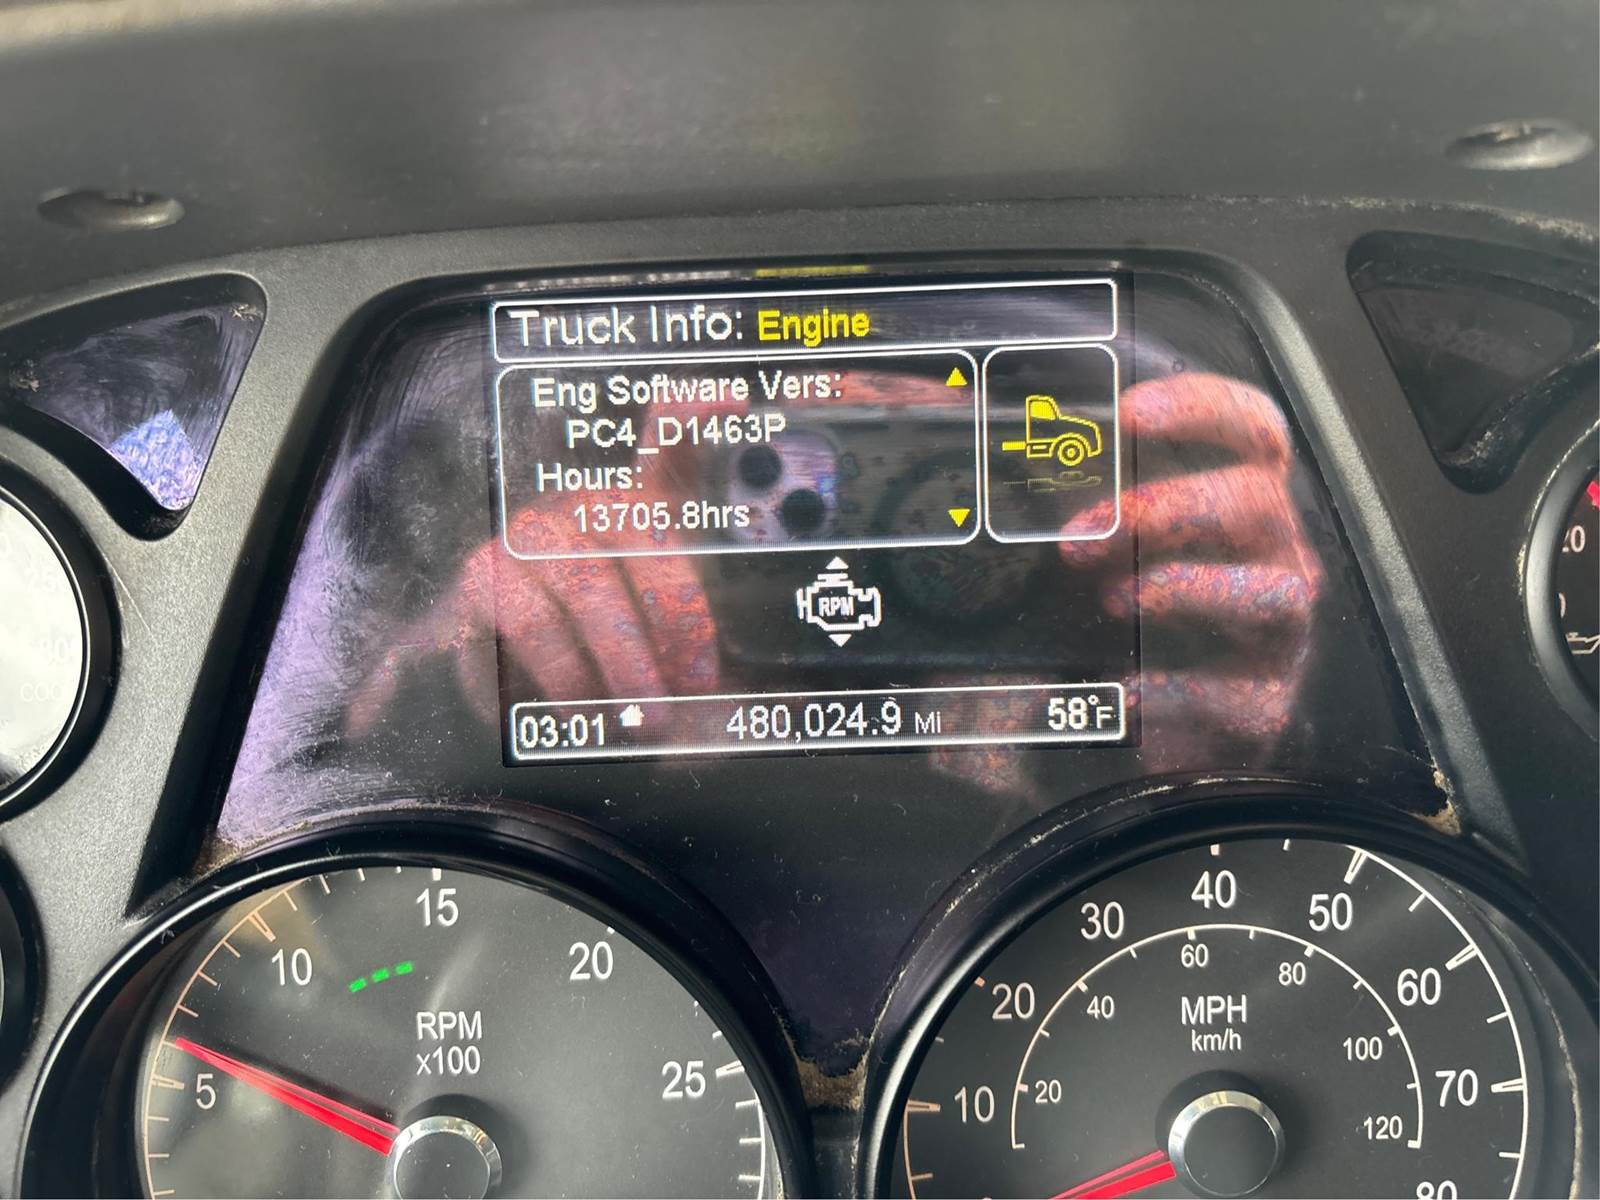 Truck Info: Engine
Eng Software Vers:
PC4_D1463P
Hours:
13705.8hrs
RPM
03:01 480,024.9 Mi 58°F
5
10
15
20
25
RPM
x100
10
20
30
40
50
60
70
80
20
40
60
80
100
120
MPH
km/h